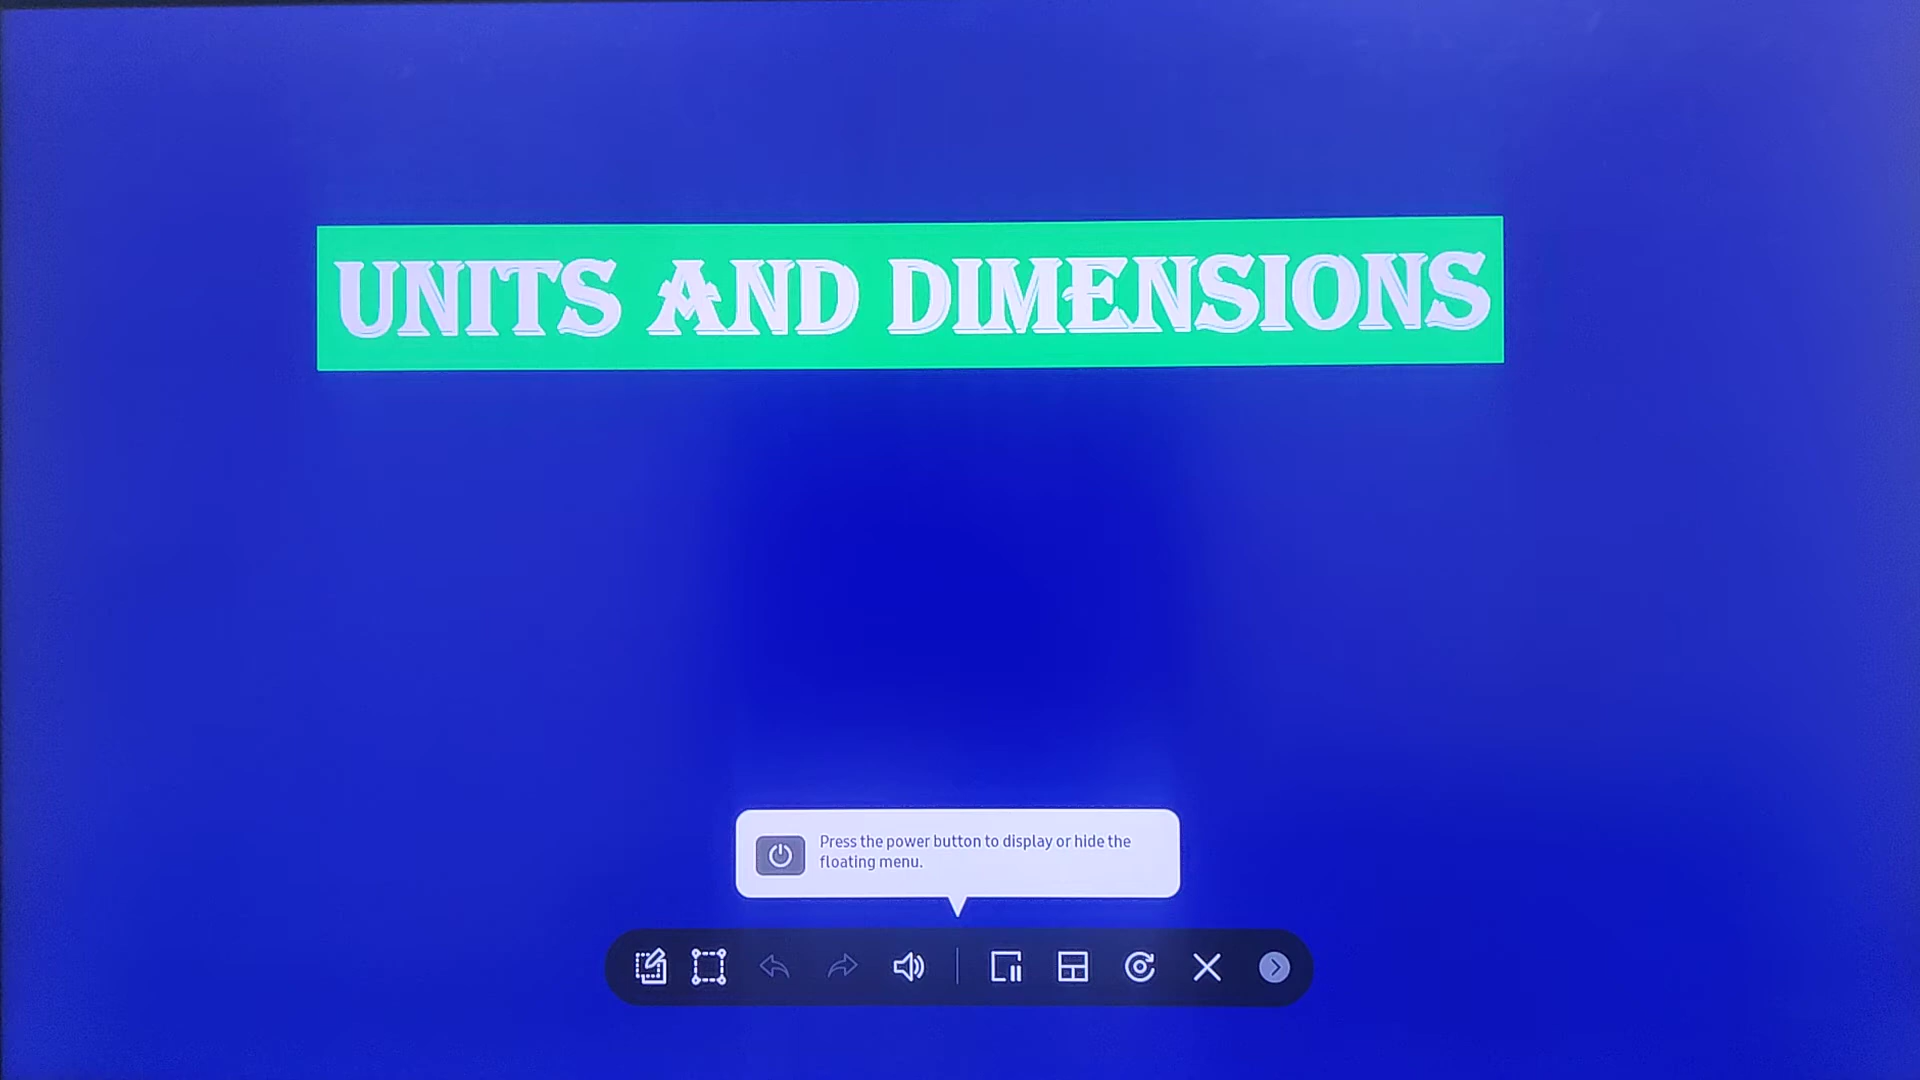 UNITS AND DIMENSIONS
Press the power button to display or hide the
floating menu.